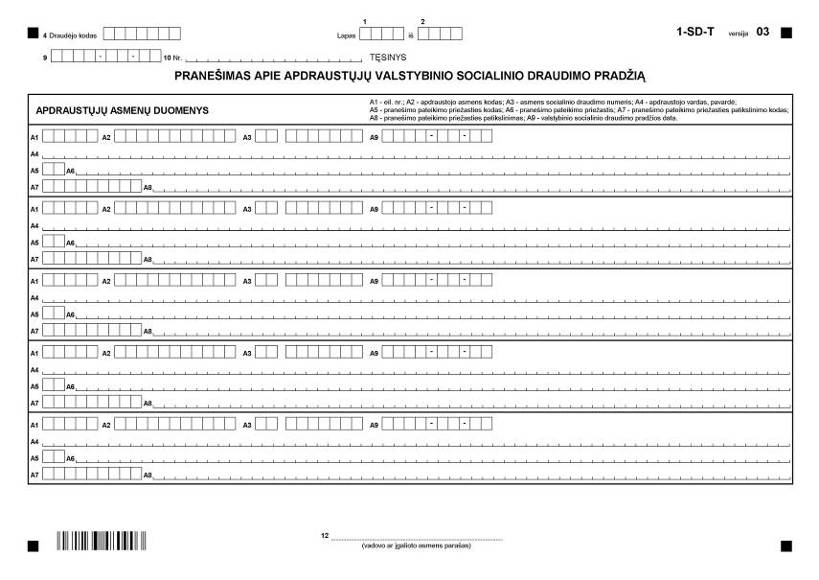 1 2
4 Draudėjo kodas Lapas iš 1-SD-T versija 03
9 - - 10 Nr. TĘSINYS
PRANEŠIMAS APIE APDRAUSTŲJŲ VALSTYBINIO SOCIALINIO DRAUDIMO PRADŽIĄ
APDRAUSTŲJŲ ASMENŲ DUOMENYS
A1 - eil. nr.; A2 - apdraustojo asmens kodas; A3 - asmens socialinio draudimo numeris; A4 - apdraustojo vardas, pavardė;
A5 - pranešimo pateikimo priežasties kodas; A6 - pranešimo pateikimo priežastis; A7 - pranešimo pateikimo priežasties patikslinimo kodas;
A8 - pranešimo pateikimo priežasties patikslinimas; A9 - valstybinio socialinio draudimo pradžios data.
A1 A2 A3 A9 - -
A4
A5 A6
A7 A8
A1 A2 A3 A9 - -
A4
A5 A6
A7 A8
A1 A2 A3 A9 - -
A4
A5 A6
A7 A8
A1 A2 A3 A9 - -
A4
A5 A6
A7 A8
A1 A2 A3 A9 - -
A4
A5 A6
A7 A8
12
(vadovo ar įgalioto asmens parašas)